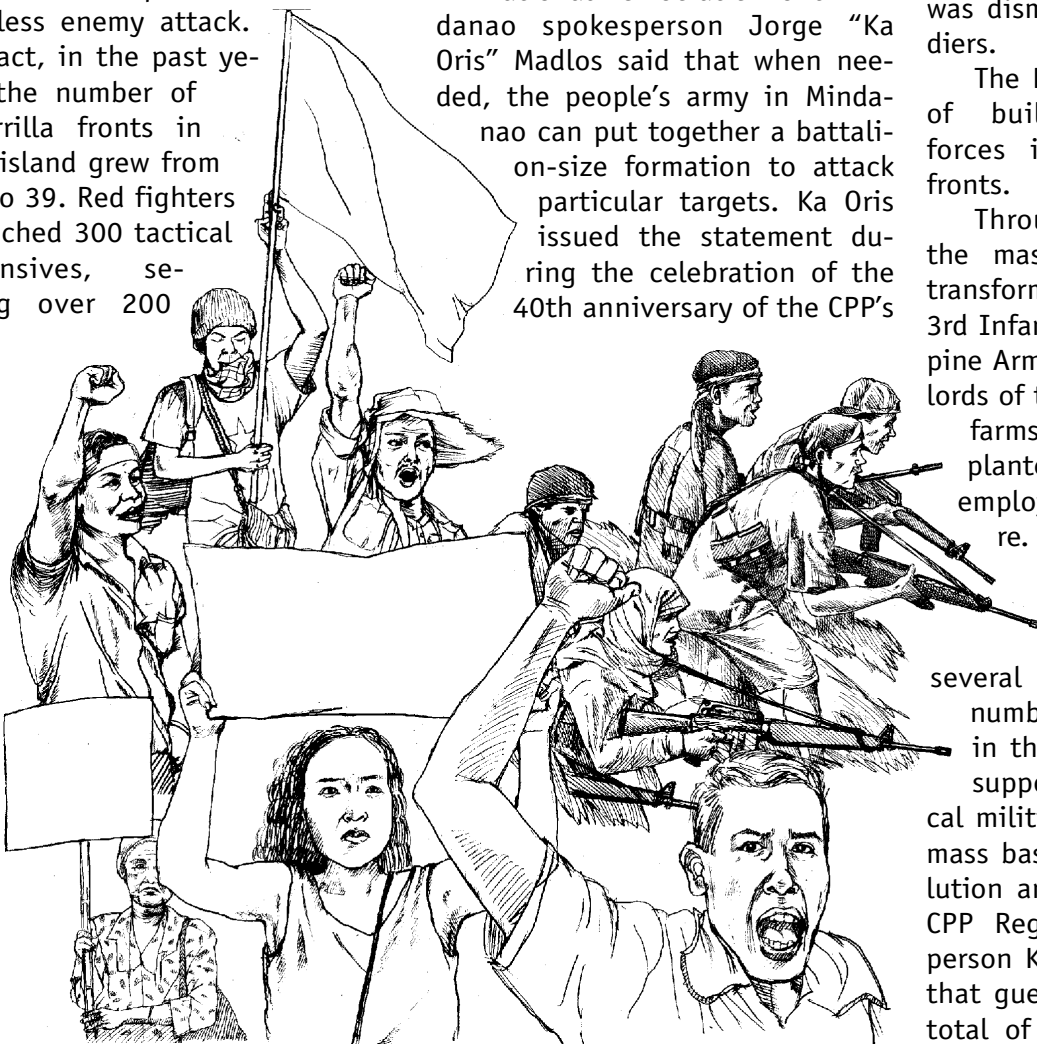 less enemy attack.
act, in the past ye-
the number of
rrilla fronts in
island grew from
o 39. Red fighters
ched 300 tactical
nsives, se-
g over 200
danao spokesperson Jorge “Ka
Oris” Madlos said that when nee-
ded, the people’s army in Minda-
nao can put together a battali-
on-size formation to attack
particular targets. Ka Oris
issued the statement du-
ring the celebration of the
40th anniversary of the CPP’s
was dism
diers.
The
of buil
forces i
fronts.
Throu
the mas
transform
3rd Infan
pine Arm
lords of t
farms
plante
employ
re.
several
numb
in th
suppo
cal milit
mass bas
lution an
CPP Reg
person K
that gue
total of